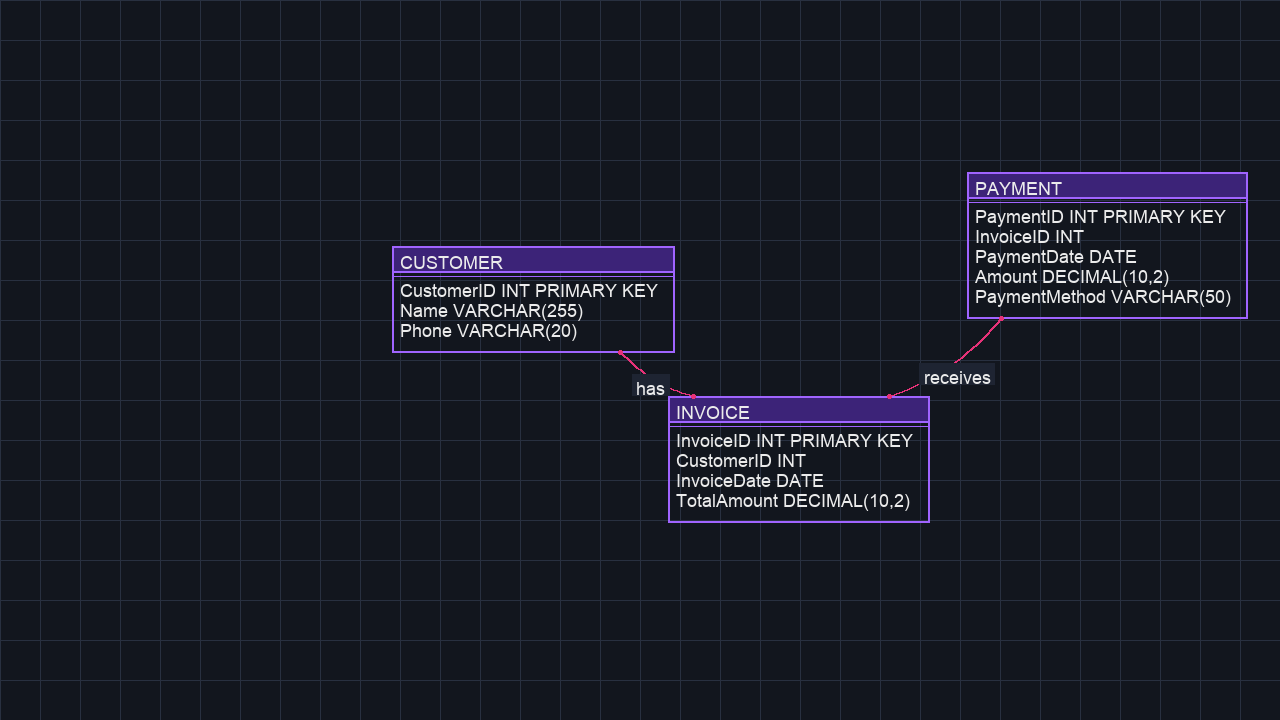 PAYMENT
PaymentID INT PRIMARY KEY
InvoiceID INT
PaymentDate DATE
Amount DECIMAL(10,2)
PaymentMethod VARCHAR(50)
CUSTOMER
CustomerID INT PRIMARY KEY
Name VARCHAR(255)
Phone VARCHAR(20)
receives
has
INVOICE
InvoiceID INT PRIMARY KEY
CustomerID INT
InvoiceDate DATE
TotalAmount DECIMAL(10,2)